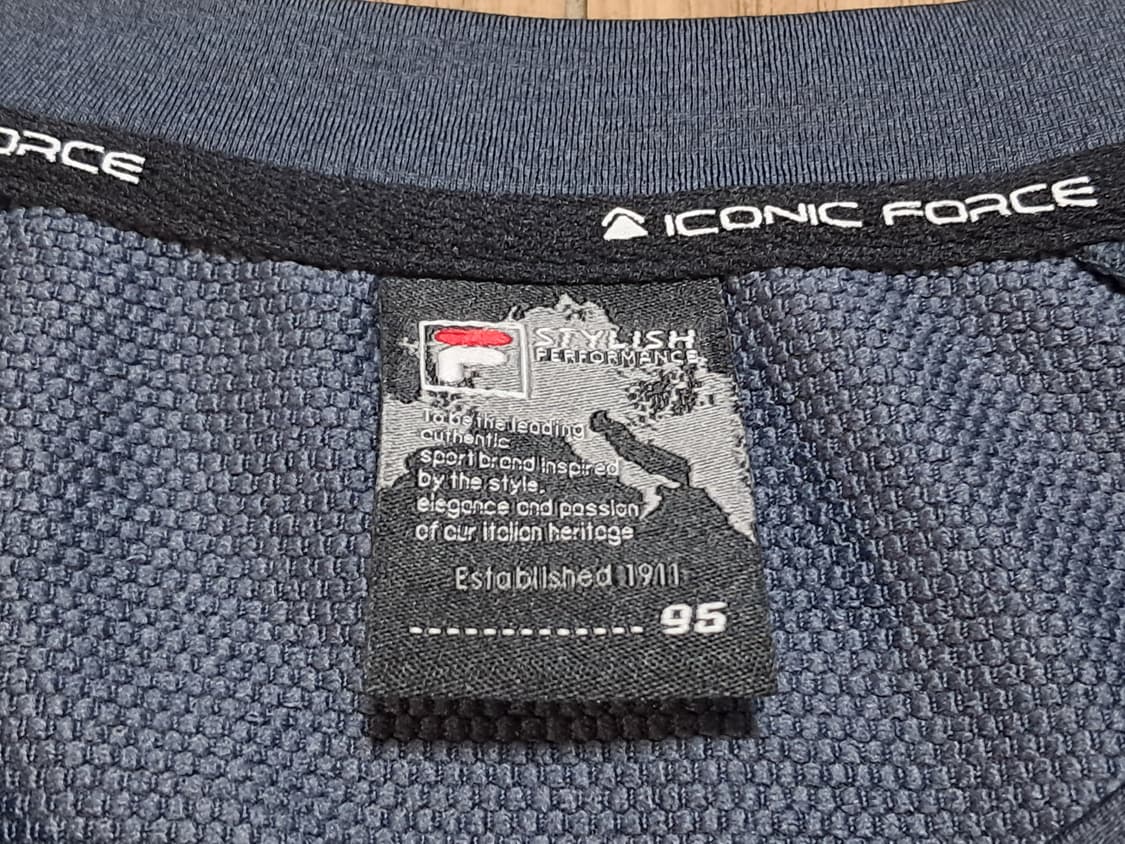 ORCE
ICONIC FORCE
STYLISH
PERFORMANCE
To be the leading
authentic
sport brand inspired
by the style,
elegance and passion
of our italian heritage
Established 1911
95